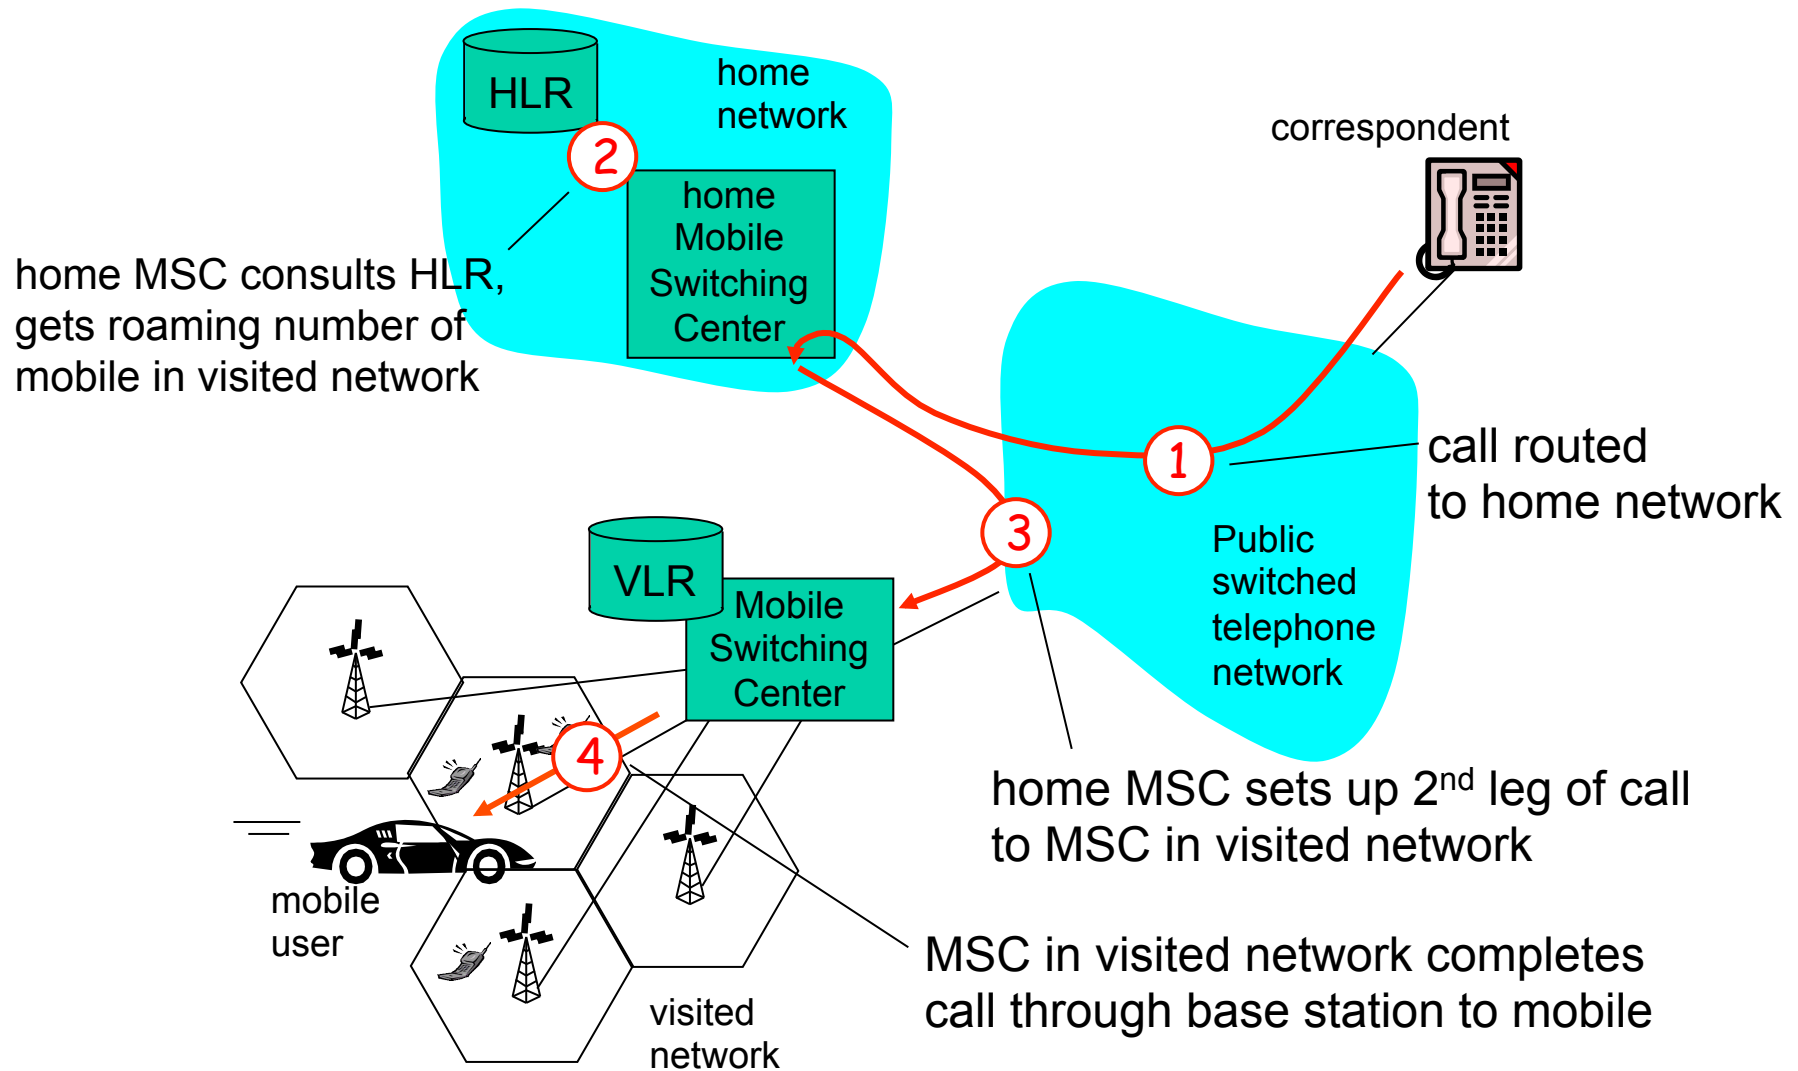 HLR
home
network
correspondent
2
home
Mobile
Switching
Center
home MSC consults HLR,
gets roaming number of
mobile in visited network
1
call routed
to home network
3
Public
switched
telephone
network
VLR
Mobile
Switching
Center
4
home MSC sets up 2nd leg of call
to MSC in visited network
mobile
user
MSC in visited network completes
call through base station to mobile
visited
network